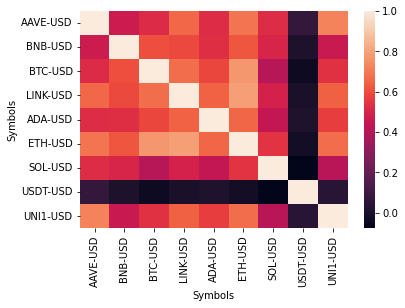 AAVE-USD
BNB-USD
BTC-USD
LINK-USD
ADA-USD
ETH-USD
SOL-USD
USDT-USD
UNI1-USD
Symbols
AAVE-USD
BNB-USD
BTC-USD
LINK-USD
ADA-USD
ETH-USD
SOL-USD
USDT-USD
UNI1-USD
Symbols
1.0
0.8
0.6
0.4
0.2
0.0